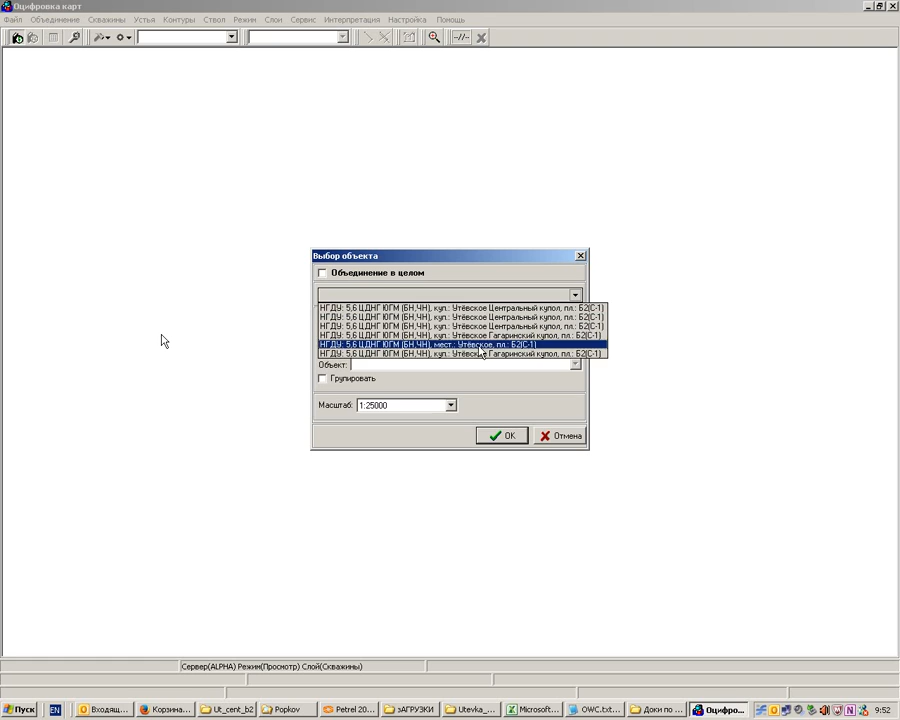 Оцифровка карт
Файл Объединение Скважины Устья Контуры Ствол Режим Слои Сервис Интерпретация Настройка Помощь
Выбор объекта
Объединение в целом
НГДУ: 5,6 ЦДНГ ЮГМ (БН,ЧН), куп.: Утёвское Центральный купол, пл.: Б2(С-1)
НГДУ: 5,6 ЦДНГ ЮГМ (БН,ЧН), куп.: Утёвское Центральный купол, пл.: Б2(С-1)
НГДУ: 5,6 ЦДНГ ЮГМ (БН,ЧН), куп.: Утёвское Центральный купол, пл.: Б2(С-1)
НГДУ: 5,6 ЦДНГ ЮГМ (БН,ЧН), куп.: Утёвское Гагаринский купол, пл.: Б2(С-1)
НГДУ: 5,6 ЦДНГ ЮГМ (БН,ЧН), мест.: Утёвское, пл.: Б2(С-1)
НГДУ: 5,6 ЦДНГ ЮГМ (БН,ЧН), куп.: Утёвское Гагаринский купол, пл.: Б2(С-1)
Объект:
Групировать
Масштаб: 1:25000
OK Отмена
Сервер(ALPHA) Режим(Просмотр) Слой(Скважины)
Пуск EN Входящ... Корзина... Ut_cent_b2 Popkov Petrel 20... зАГРУЗКИ Utevka_... Microsoft... OWC.txt... Доки по ... Оцифро... 9:52